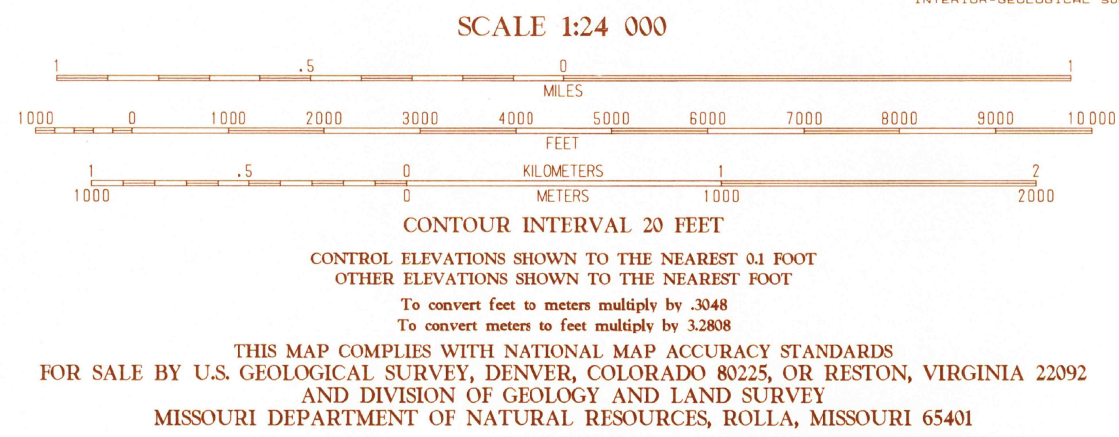 INTERIOR-GEOLOGICAL
SCALE 1:24 000
1 .5 0 1
MILES
1000 0 1000 2000 3000 4000 5000 6000 7000 8000 9000 10 000
FEET
1 .5 0 KILOMETERS 1 2
1000 0 METERS 1000 2000
CONTOUR INTERVAL 20 FEET
CONTROL ELEVATIONS SHOWN TO THE NEAREST 0.1 FOOT
OTHER ELEVATIONS SHOWN TO THE NEAREST FOOT
To convert feet to meters multiply by .3048
To convert meters to feet multiply by 3.2808
THIS MAP COMPLIES WITH NATIONAL MAP ACCURACY STANDARDS
FOR SALE BY U.S. GEOLOGICAL SURVEY, DENVER, COLORADO 80225, OR RESTON, VIRGINIA 22092
AND DIVISION OF GEOLOGY AND LAND SURVEY
MISSOURI DEPARTMENT OF NATURAL RESOURCES, ROLLA, MISSOURI 65401